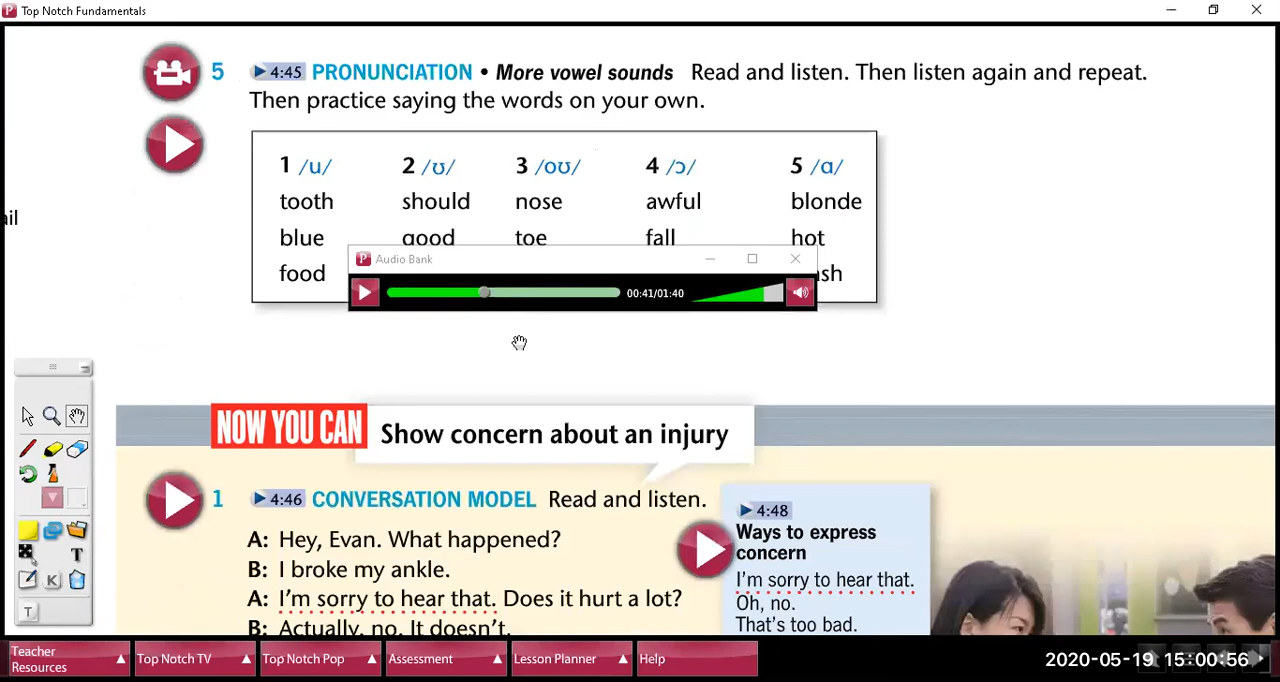 Top Notch Fundamentals
5 4:45 PRONUNCIATION • More vowel sounds Read and listen. Then listen again and repeat.
Then practice saying the words on your own.
1 /u/ 2 /ʊ/ 3 /oʊ/ 4 /ɔ/ 5 /ɑ/
tooth should nose awful blonde
ail
blue good toe fall hot
Audio Bank
food
00:41/01:40
NOW YOU CAN Show concern about an injury
1 4:46 CONVERSATION MODEL Read and listen.
A: Hey, Evan. What happened?
B: I broke my ankle.
A: I'm sorry to hear that. Does it hurt a lot?
B: Actually, no. It doesn't.
4:48
Ways to express
concern
I'm sorry to hear that.
Oh, no.
That's too bad.
T
K
T
Teacher
Resources
Top Notch TV
Top Notch Pop
Assessment
Lesson Planner
Help
2020-05-19 15:00:56